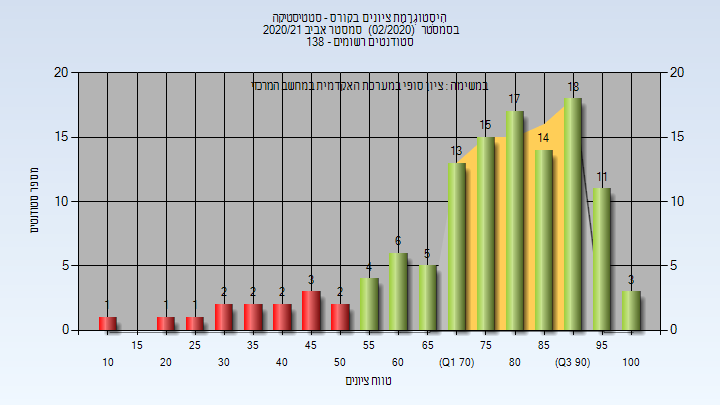 היסטוגרמת ציונים בקורס - סטטיסטיקה
בסמסטר (02/2020) סמסטר אביב 2020/21
סטודנטים רשומים - 138
במשימה : ציון סופי במערכת האקדמית במחשב המרכזי
מספר סטודנטים
20 20
15 15
10 10
5 5
0 0
1 1 1 2 2 2 3 2 4 6 5 13 15 17 14 18 11 3
15 25 35 45 55 65 75 85 95
10 20 30 40 50 60 (Q1 70) 80 (Q3 90) 100
טווח ציונים